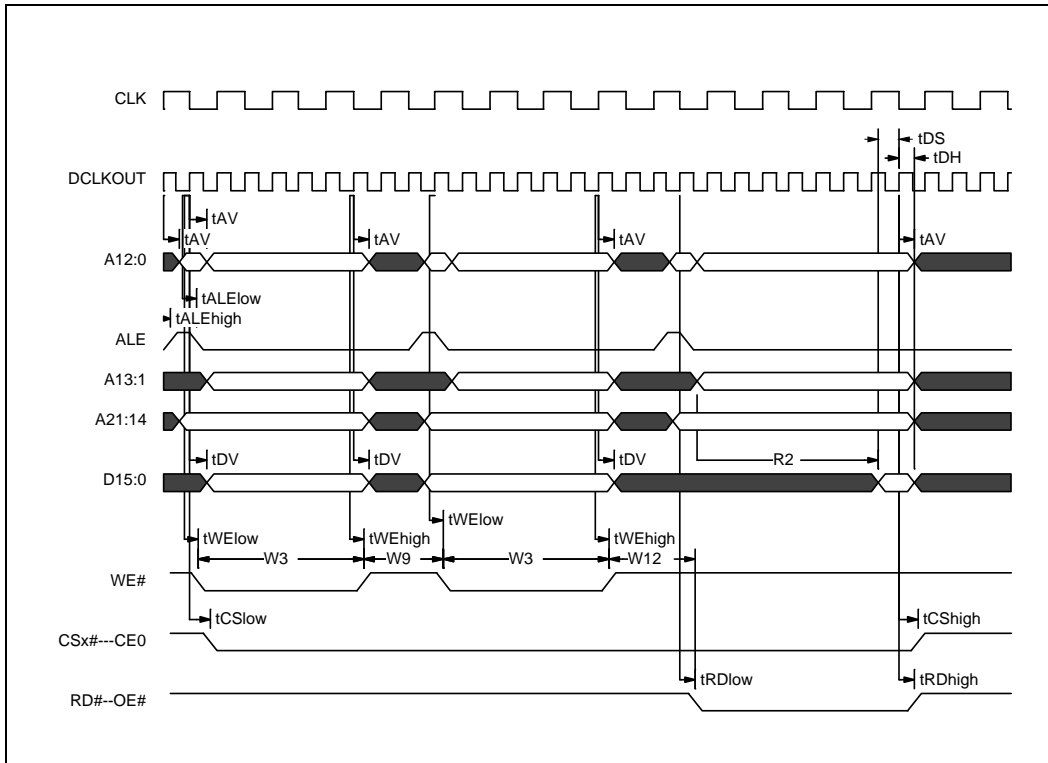 CLK
tDS
tDH
DCLKOUT
tAV
tAV tAV tAV tAV
A12:0
tALElow
tALEhigh
ALE
A13:1
A21:14
tDV tDV tDV R2
D15:0
tWElow
tWElow tWEhigh tWEhigh
W3 W9 W3 W12
WE#
tCSlow tCShigh
CSx#---CE0
tRDlow tRDhigh
RD#--OE#